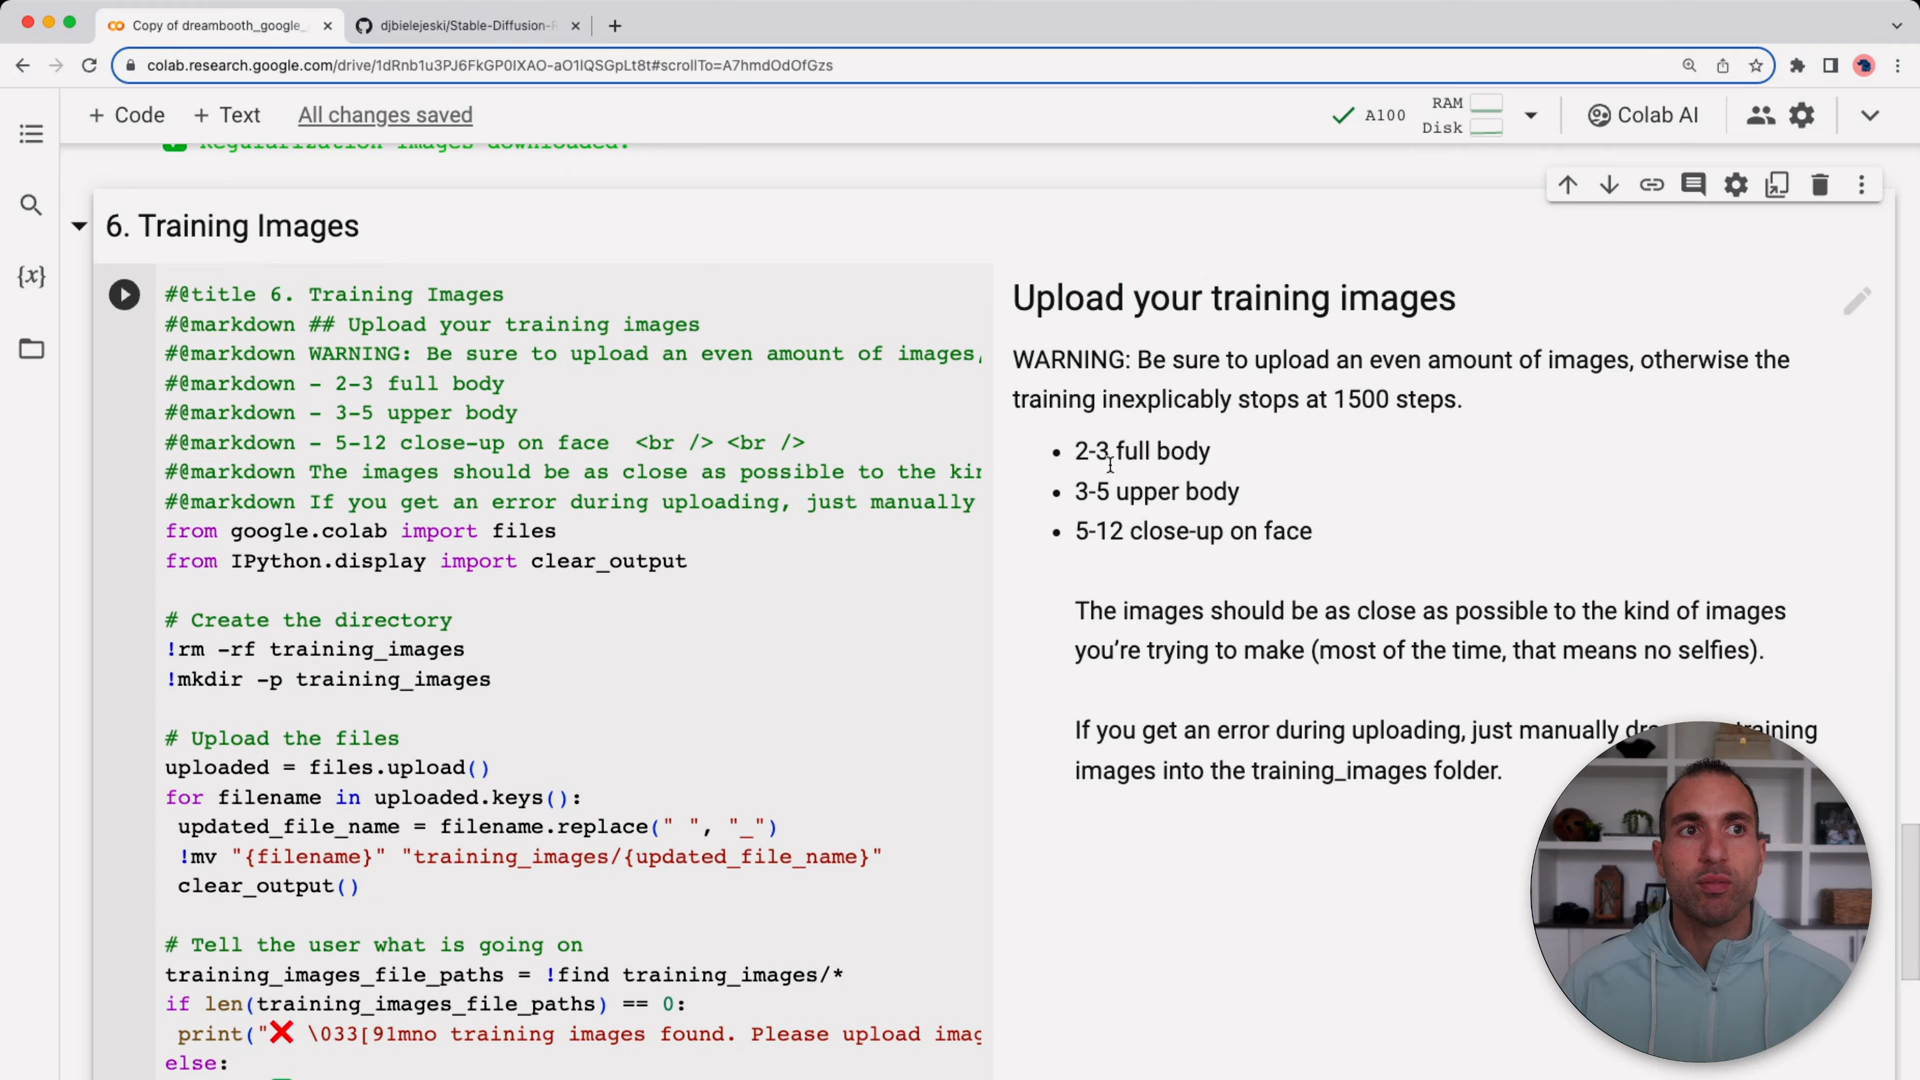 Copy of dreambooth_google_
djbielejeski/Stable-Diffusion-
colab.research.google.com/drive/1dRnb1u3PJ6FkGP0IXAO-aO1IQSGpLt8t#scrollTo=A7hmdOdOfGzs
+ Code + Text All changes saved
A100 RAM Disk
Colab AI
Regularization images downloaded.
6. Training Images
#@title 6. Training Images
#@markdown ## Upload your training images
#@markdown WARNING: Be sure to upload an even amount of images,
#@markdown - 2-3 full body
#@markdown - 3-5 upper body
#@markdown - 5-12 close-up on face <br /> <br />
#@markdown The images should be as close as possible to the kin
#@markdown If you get an error during uploading, just manually
from google.colab import files
from IPython.display import clear_output
# Create the directory
!rm -rf training_images
!mkdir -p training_images
# Upload the files
uploaded = files.upload()
for filename in uploaded.keys():
updated_file_name = filename.replace(" ", "_")
!mv "{filename}" "training_images/{updated_file_name}"
clear_output()
# Tell the user what is going on
training_images_file_paths = !find training_images/*
if len(training_images_file_paths) == 0:
print("❌ \033[91mno training images found. Please upload imag
else:
Upload your training images
WARNING: Be sure to upload an even amount of images, otherwise the
training inexplicably stops at 1500 steps.
• 2-3 full body
• 3-5 upper body
• 5-12 close-up on face
The images should be as close as possible to the kind of images
you're trying to make (most of the time, that means no selfies).
If you get an error during uploading, just manually training
images into the training_images folder.